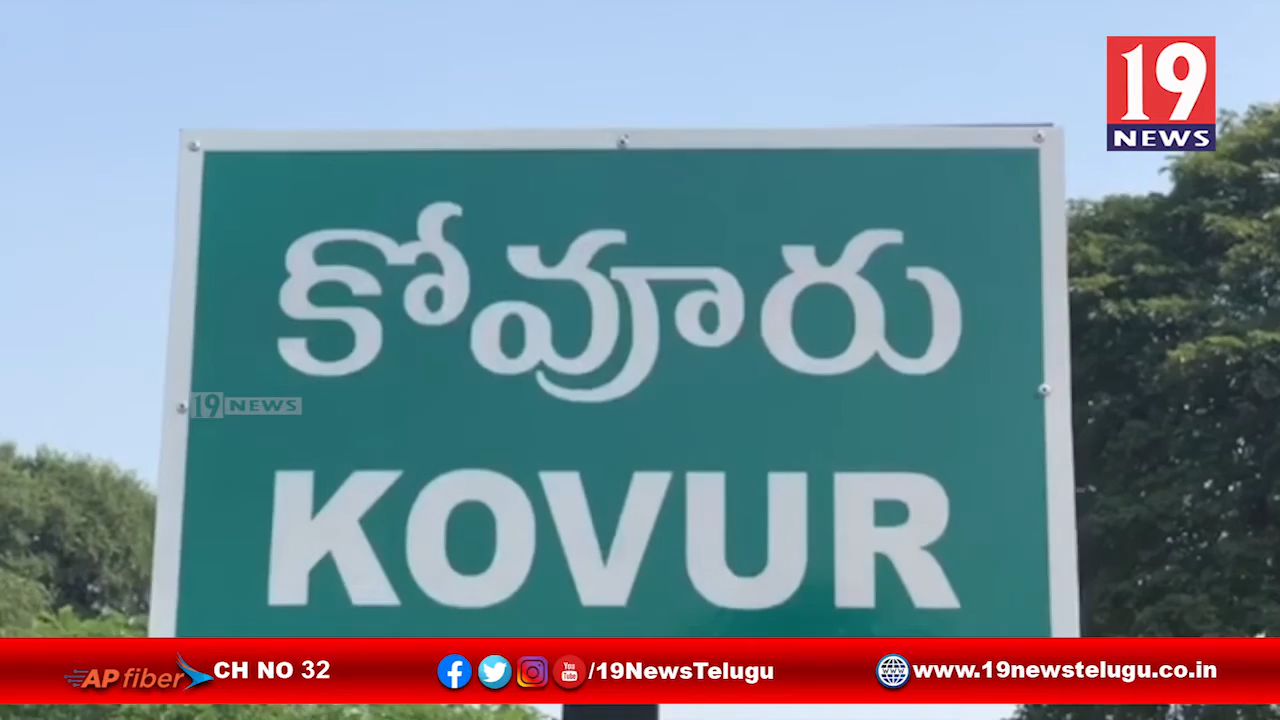 19
NEWS
కోవూరు
19 NEWS
KOVUR
AP fiber CH NO 32 /19NewsTelugu www.19newstelugu.co.in